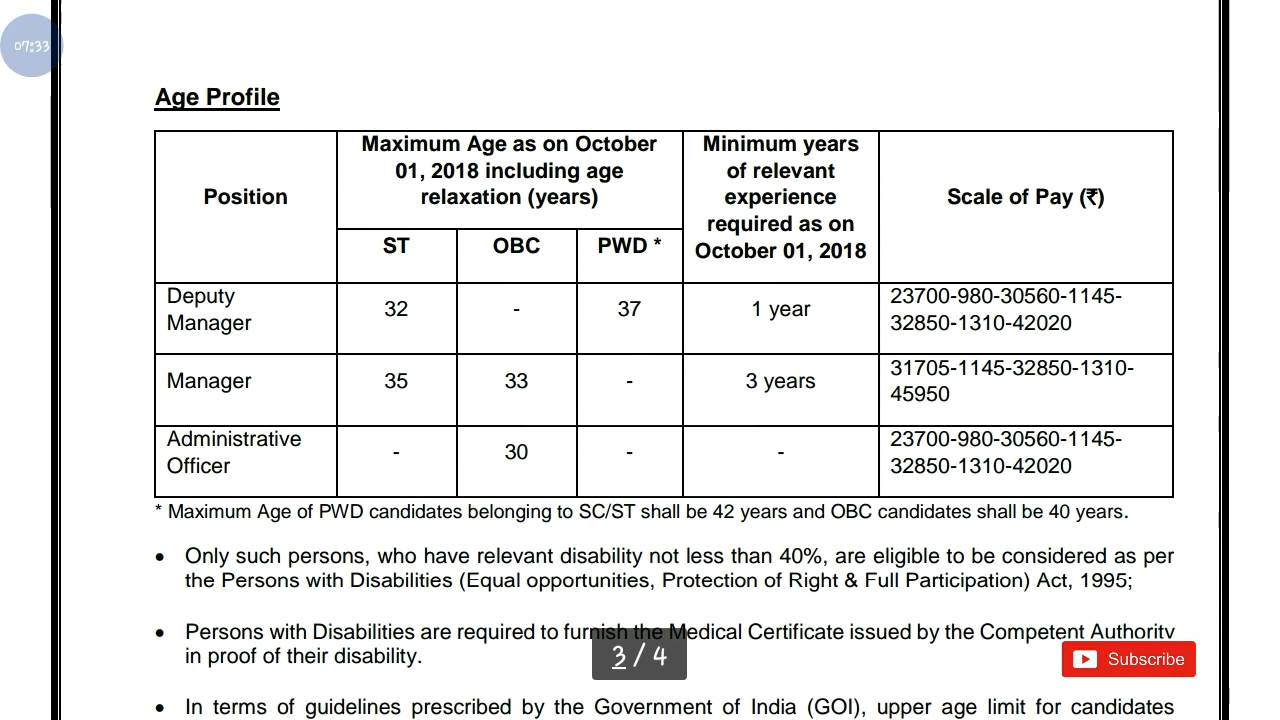 07:33
Age Profile
Position
Maximum Age as on October
01, 2018 including age
relaxation (years)
Minimum years
of relevant
experience
required as on
October 01, 2018
Scale of Pay (₹)
ST OBC PWD *
Deputy
Manager
32 - 37 1 year
23700-980-30560-1145-
32850-1310-42020
Manager 35 33 - 3 years
31705-1145-32850-1310-
45950
Administrative
Officer
- 30 - -
23700-980-30560-1145-
32850-1310-42020
* Maximum Age of PWD candidates belonging to SC/ST shall be 42 years and OBC candidates shall be 40 years.
• Only such persons, who have relevant disability not less than 40%, are eligible to be considered as per
the Persons with Disabilities (Equal opportunities, Protection of Right & Full Participation) Act, 1995;
• Persons with Disabilities are required to furnish the Medical Certificate issued by the Competent Authority
in proof of their disability.
3 / 4
Subscribe
• In terms of guidelines prescribed by the Government of India (GOI), upper age limit for candidates